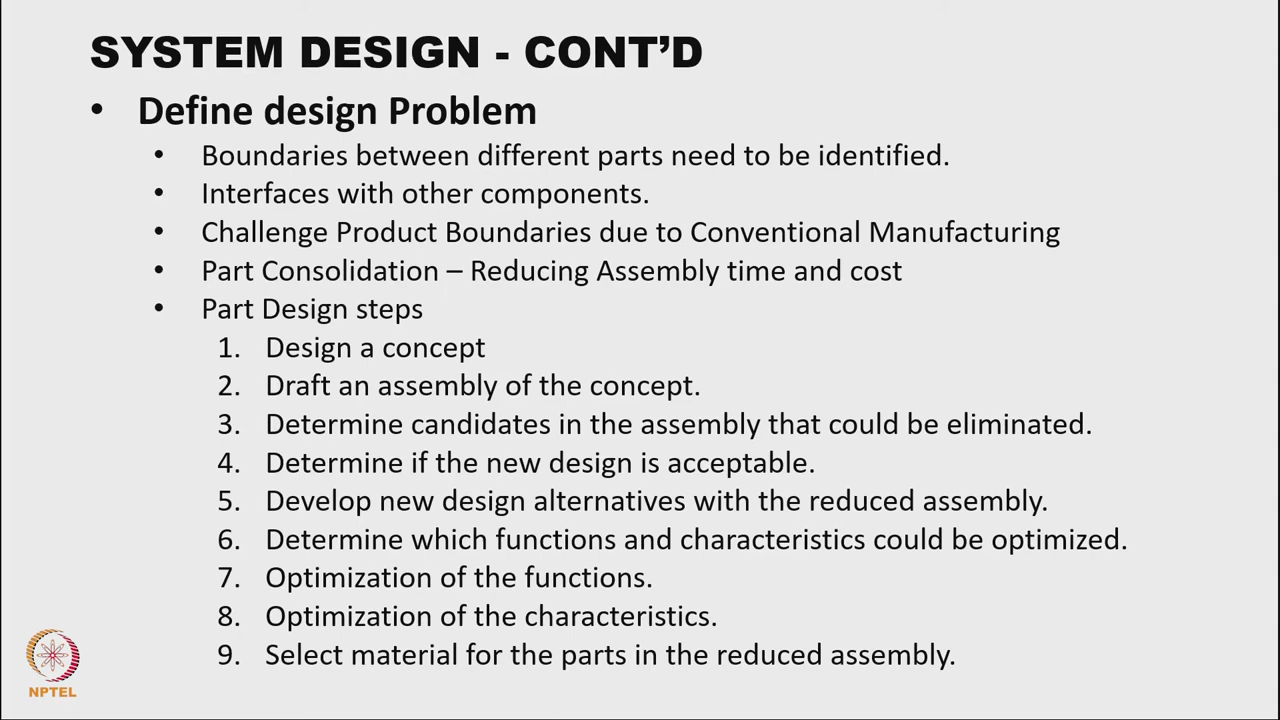 SYSTEM DESIGN - CONT’D
• Define design Problem
• Boundaries between different parts need to be identified.
• Interfaces with other components.
• Challenge Product Boundaries due to Conventional Manufacturing
• Part Consolidation – Reducing Assembly time and cost
• Part Design steps
1. Design a concept
2. Draft an assembly of the concept.
3. Determine candidates in the assembly that could be eliminated.
4. Determine if the new design is acceptable.
5. Develop new design alternatives with the reduced assembly.
6. Determine which functions and characteristics could be optimized.
7. Optimization of the functions.
8. Optimization of the characteristics.
9. Select material for the parts in the reduced assembly.
NPTEL